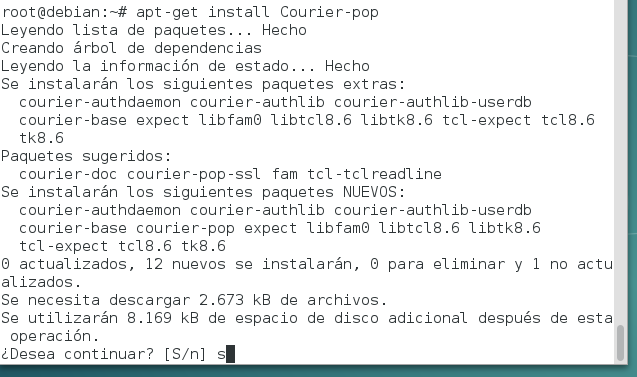 root@debian:~# apt-get install Courier-pop
Leyendo lista de paquetes... Hecho
Creando árbol de dependencias
Leyendo la información de estado... Hecho
Se instalarán los siguientes paquetes extras:
  courier-authdaemon courier-authlib courier-authlib-userdb
  courier-base expect libfam0 libtcl8.6 libtk8.6 tcl-expect tcl8.6
  tk8.6
Paquetes sugeridos:
  courier-doc courier-pop-ssl fam tcl-tclreadline
Se instalarán los siguientes paquetes NUEVOS:
  courier-authdaemon courier-authlib courier-authlib-userdb
  courier-base courier-pop expect libfam0 libtcl8.6 libtk8.6
  tcl-expect tcl8.6 tk8.6
0 actualizados, 12 nuevos se instalarán, 0 para eliminar y 1 no actu
alizados.
Se necesita descargar 2.673 kB de archivos.
Se utilizarán 8.169 kB de espacio de disco adicional después de esta
 operación.
¿Desea continuar? [S/n] s